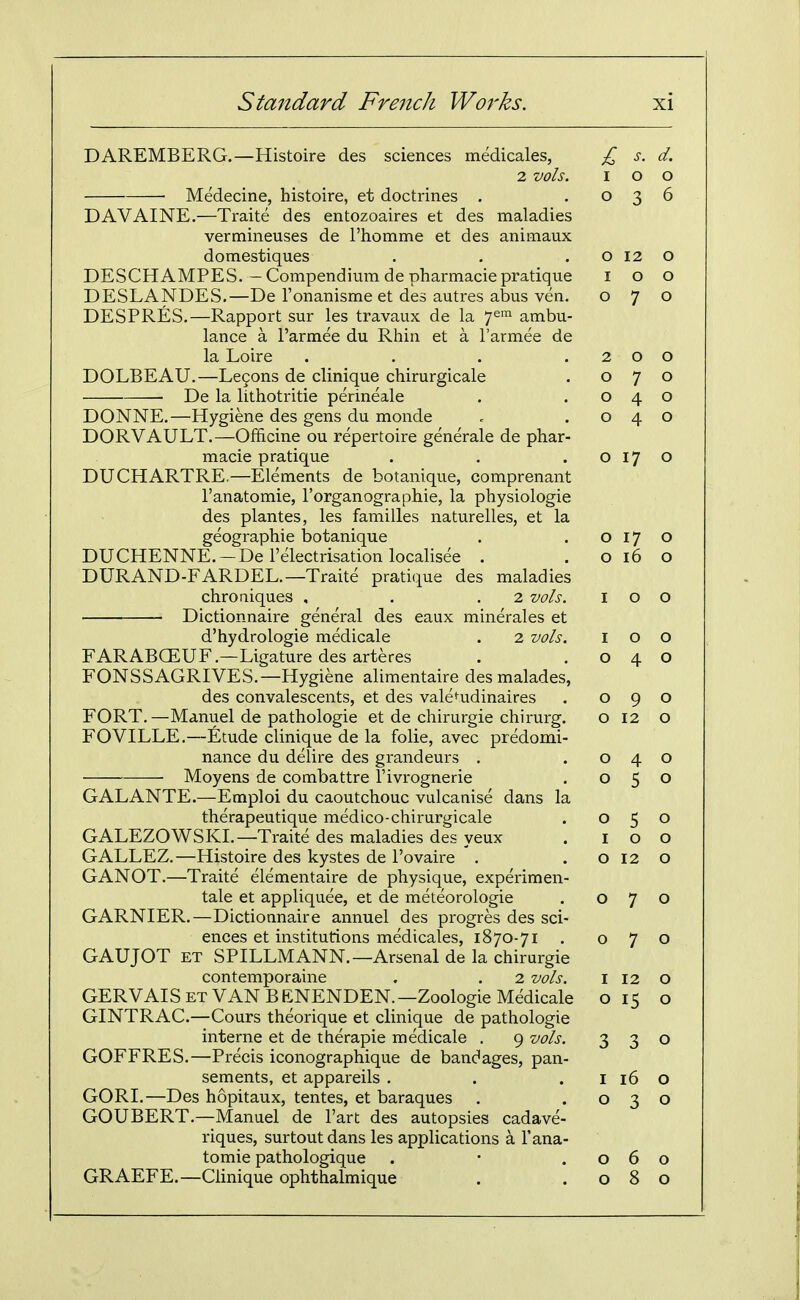 Standard French Works. xi
DAREMBERG.—Histoire des sciences médicales, £ s. d.
2 vols. 1 0 0
——— Médecine, histoire, et doctrines . . 0 3 6
DAVAINE.—Traité des entozoaires et des maladies
vermineuses de l'homme et des animaux
domestiques . . . 0 12 0
DESCHAMPES. — Compendium de pharmacie pratique 1 0 0
DESLANDES.—De l'onanisme et des autres abus vén. 0 7 0
DESPRÉS.—Rapport sur les travaux de la 7em ambu-
lance à l'armée du Rhin et à l'armée de
la Loire . . . . 2 0 0
DOLBEAU.—Leçons de clinique chirurgicale . 0 7 0
——— De la lithotritie périnéale . . 0 4 0
DONNE.—Hygiène des gens du monde . . 0 4 0
DORVAULT.—Officine ou répertoire générale de phar-
macie pratique . . . 0 17 0
DUCHARTRE.—Eléments de botanique, comprenant
l'anatomie, l'organographie, la physiologie
des plantes, les familles naturelles, et la
géographie botanique . . 0 17 0
DUCHENNE.—De l'électrisation localisée . . 0 16 0
DURAND-FARDEL.—Traité pratique des maladies
chroniques , . . 2 vols. 1 0 0
——— Dictionnaire général des eaux minérales et
d'hydrologie médicale . 2 vols. 1 0 0
FARABŒUF.—Ligature des artères . . 0 4 0
FONSSAGRIVES.—Hygiène alimentaire des malades,
des convalescents, et des valétudinaires . 0 9 0
FORT.—Manuel de pathologie et de chirurgie chirurg. 0 12 0
FOVILLE.—Étude clinique de la folie, avec prédomi-
nance du délire des grandeurs . . 0 4 0
——— Moyens de combattre l'ivrognerie . 0 5 0
GALANTE.—Emploi du caoutchouc vulcanisé dans la
thérapeutique médico-chirurgicale . 0 5 0
GALEZOWSKI.—Traité des maladies des yeux . 1 0 0
GALLEZ.—Histoire des kystes de l'ovaire . . 0 12 0
GANOT.—Traité élémentaire de physique, expérimen-
tale et appliquée, et de météorologie . 0 7 0
GARNIER.—Dictionnaire annuel des progrès des sci-
ences et institutions médicales, 1870-71 . 0 7 0
GAUJOT ET SPILLMANN.—Arsenal de la chirurgie
contemporaine . . 2 vols. 1 12 0
GERVAIS ET VAN BENENDEN.—Zoologie Médicale 0 15 0
GINTRAC.—Cours théorique et clinique de pathologie
interne et de thérapie médicale . 9 vols. 3 3 0
GOFFRES.—Précis iconographique de bandages, pan-
sements, et appareils . . . 1 16 0
GORI.—Des hôpitaux, tentes, et baraques . . 0 3 0
GOUBERT.—Manuel de l'art des autopsies cadavé-
riques, surtout dans les applications à l'ana-
tomie pathologique . • . 0 6 0
GRAEFE.—Clinique ophthalmique . . 0 8 0